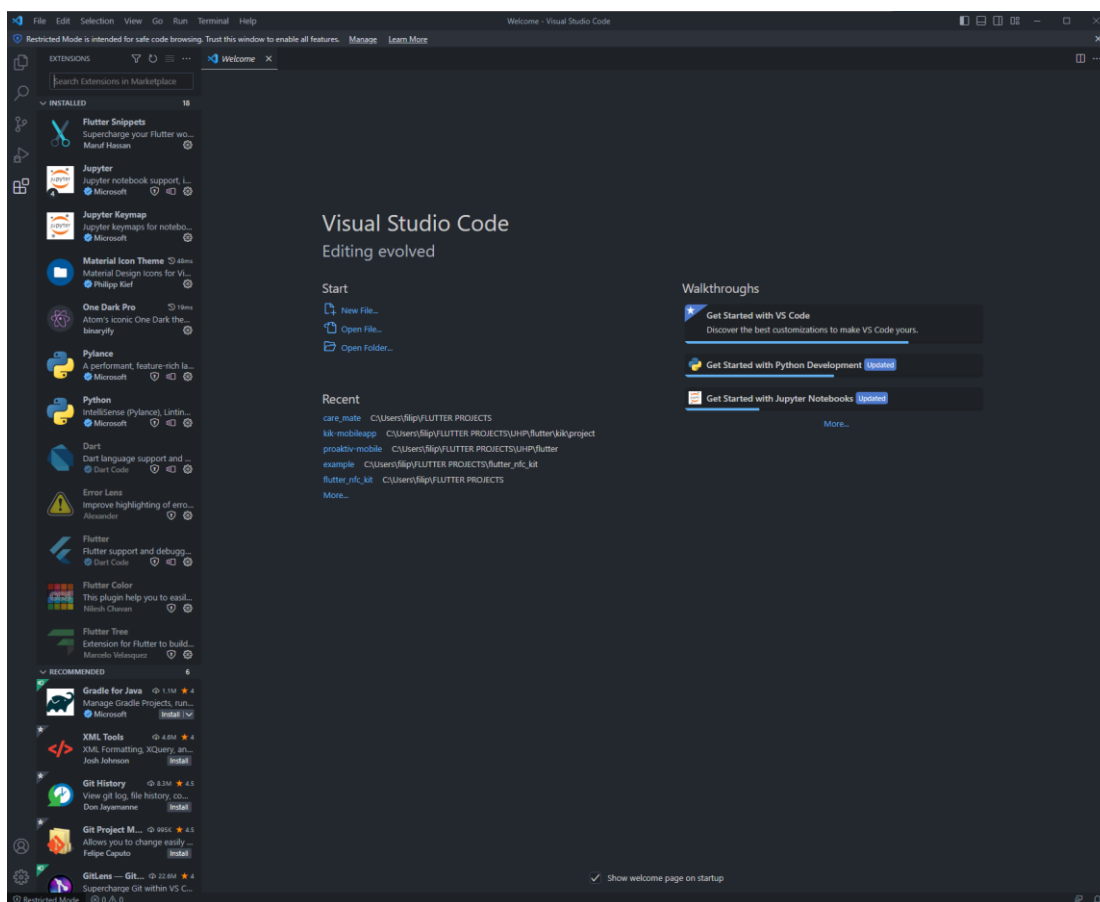 File Edit Selection View Go Run Terminal Help
Welcome - Visual Studio Code
Restricted Mode is intended for safe code browsing. Trust this window to enable all features. Manage Learn More
EXTENSIONS
Welcome
Search Extensions in Marketplace
INSTALLED 18
Flutter Snippets
Supercharge your Flutter wo...
Maruf Hassan
Jupyter
Jupyter notebook support, i...
Microsoft
4
Jupyter Keymap
Jupyter keymaps for notebo...
Microsoft
Material Icon Theme 48ms
Material Design Icons for Vi...
Philipp Kief
One Dark Pro 19ms
Atom's iconic One Dark the...
binaryify
Pylance
A performant, feature-rich la...
Microsoft
Python
IntelliSense (Pylance), Lintin...
Microsoft
Dart
Dart language support and ...
Dart Code
Error Lens
Improve highlighting of erro...
Alexander
Flutter
Flutter support and debugg...
Dart Code
Flutter Color
This plugin help you to easil...
Nilesh Chavan
Flutter Tree
Extension for Flutter to build...
Marcelo Velasquez
RECOMMENDED 6
Gradle for Java 1.1M 4
Manage Gradle Projects, run...
Microsoft Install
XML Tools 4.6M 4
XML Formatting, XQuery, an...
Josh Johnson Install
Git History 8.3M 4.5
View git log, file history, co...
Don Jayamanne Install
Git Project M... 995K 4.5
Allows you to change easily ...
Felipe Caputo Install
GitLens — Git... 22.8M 4
Supercharge Git within VS C...
Visual Studio Code
Editing evolved
Start
New File...
Open File...
Open Folder...
Recent
care_mate C:\Users\filip\FLUTTER PROJECTS
kik-mobileapp C:\Users\filip\FLUTTER PROJECTS\UHP\flutter\kik\project
proaktiv-mobile C:\Users\filip\FLUTTER PROJECTS\UHP\flutter
example C:\Users\filip\FLUTTER PROJECTS\flutter_nfc_kit
flutter_nfc_kit C:\Users\filip\FLUTTER PROJECTS
More...
Walkthroughs
Get Started with VS Code
Discover the best customizations to make VS Code yours.
Get Started with Python Development Updated
Get Started with Jupyter Notebooks Updated
More...
Show welcome page on startup
Restricted Mode 0 0